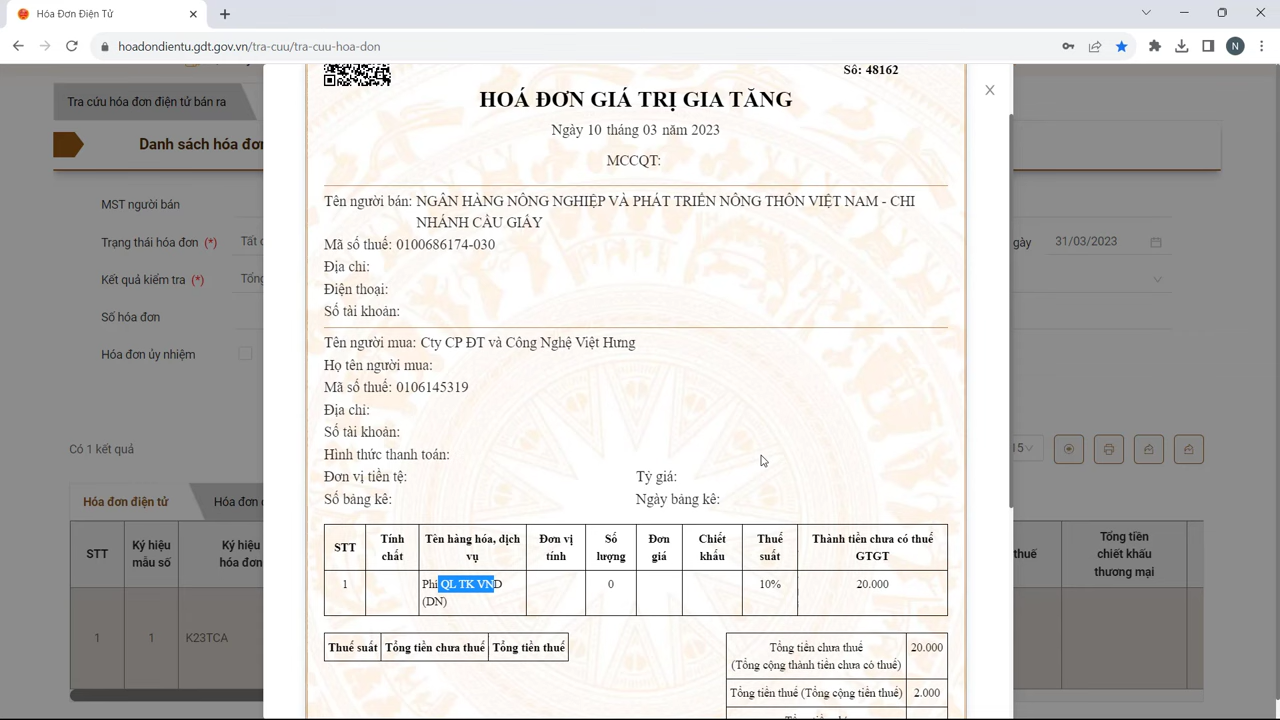 Hóa Đơn Điện Tử
hoadondientu.gdt.gov.vn/tra-cuu/tra-cuu-hoa-don
N
Tra cứu hóa đơn điện tử bán ra
Danh sách hóa đơn
MST người bán
Trạng thái hóa đơn (*)
Kết quả kiểm tra (*)
Số hóa đơn
Hóa đơn ủy nhiệm
Có 1 kết quả
Hóa đơn điện tử
STT
Ký hiệu mẫu số
Ký hiệu hóa đơn
1
1
K23TCA
Số: 48162
HOÁ ĐƠN GIÁ TRỊ GIA TĂNG
Ngày 10 tháng 03 năm 2023
MCCQT:
Tên người bán: NGÂN HÀNG NÔNG NGHIỆP VÀ PHÁT TRIỂN NÔNG THÔN VIỆT NAM - CHI
NHÁNH CẦU GIẤY
Mã số thuế: 0100686174-030
Địa chỉ:
Điện thoại:
Số tài khoản:
Tên người mua: Cty CP ĐT và Công Nghệ Việt Hưng
Họ tên người mua:
Mã số thuế: 0106145319
Địa chỉ:
Số tài khoản:
Hình thức thanh toán:
Đơn vị tiền tệ: Tỷ giá:
Số bảng kê: Ngày bảng kê:
STT Tính chất Tên hàng hóa, dịch vụ Đơn vị tính Số lượng Đơn giá Chiết khấu Thuế suất Thành tiền chưa có thuế GTGT
1 Phí QL TK VND 0 10% 20.000
(DN)
Thuế suất Tổng tiền chưa thuế Tổng tiền thuế
Tổng tiền chưa thuế 20.000
(Tổng cộng thành tiền chưa có thuế)
Tổng tiền thuế (Tổng cộng tiền thuế) 2.000
31/03/2023
15
Tổng tiền
chiết khấu
thương mại